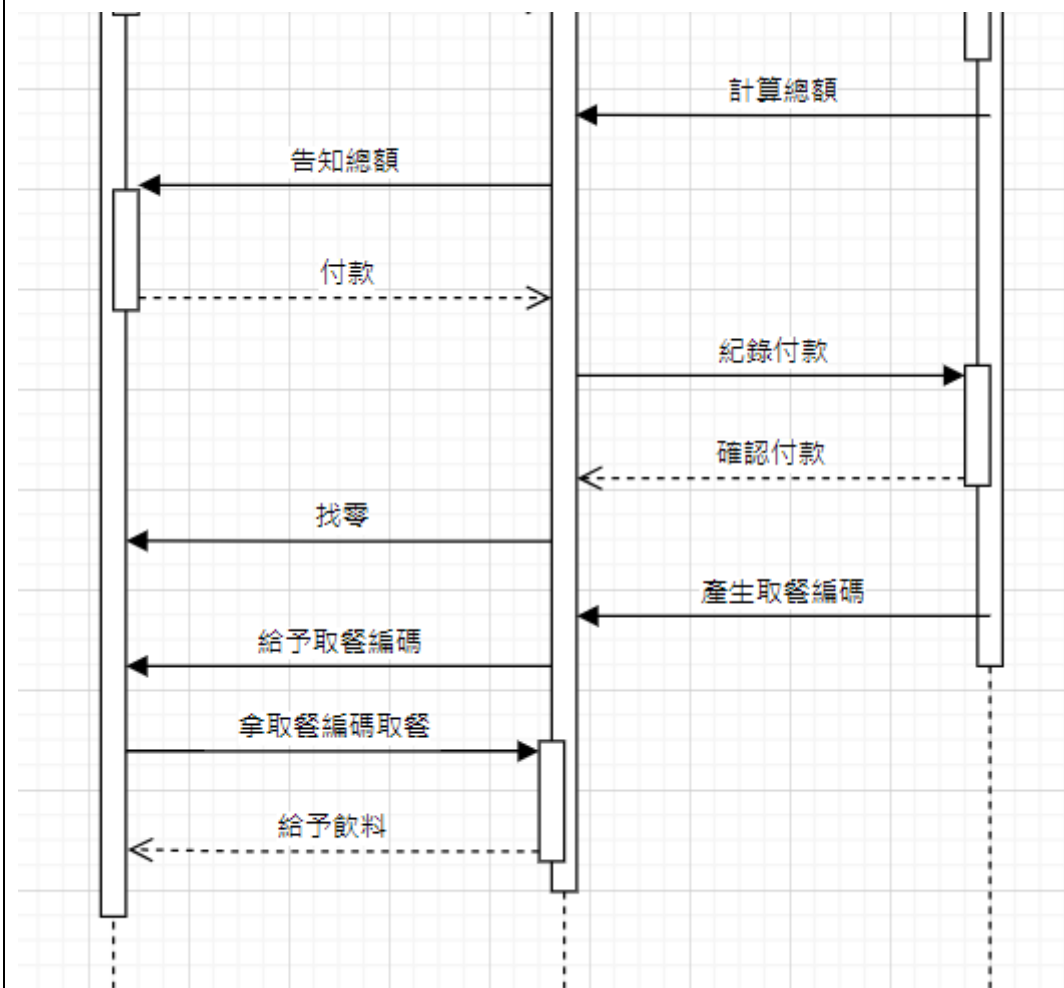 計算總額
告知總額
付款
紀錄付款
確認付款
找零
產生取餐編碼
給予取餐編碼
拿取餐編碼取餐
給予飲料